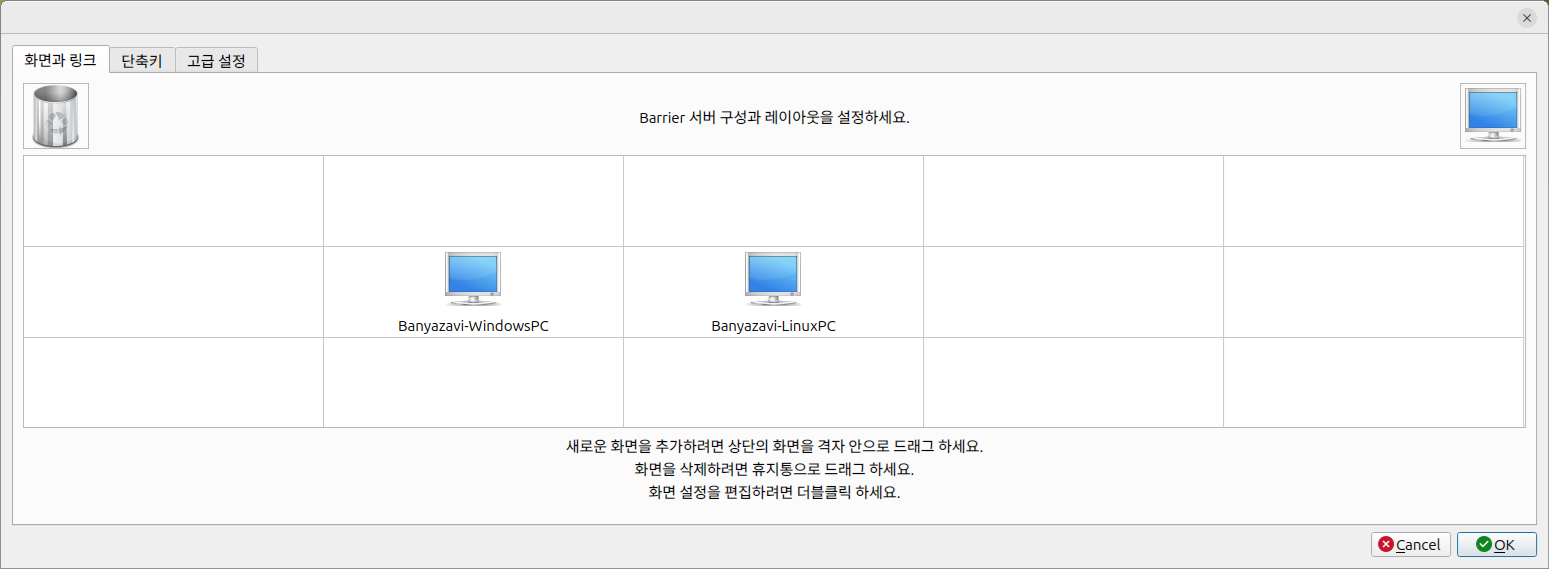 화면과 링크
단축키
고급 설정
Barrier 서버 구성과 레이아웃을 설정하세요.
Banyazavi-WindowsPC
Banyazavi-LinuxPC
새로운 화면을 추가하려면 상단의 화면을 격자 안으로 드래그 하세요.
화면을 삭제하려면 휴지통으로 드래그 하세요.
화면 설정을 편집하려면 더블클릭 하세요.
Cancel
OK